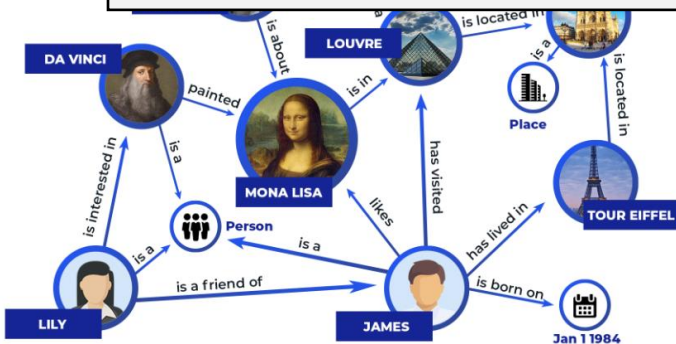 is about
is located in
LOUVRE
DA VINCI
is a
is located in
painted
is in
Place
is a
has visited
MONA LISA
TOUR EIFFEL
is interested in
likes
Person
has lived in
is a
is a
is a friend of
is born on
LILY
JAMES
Jan 1 1984